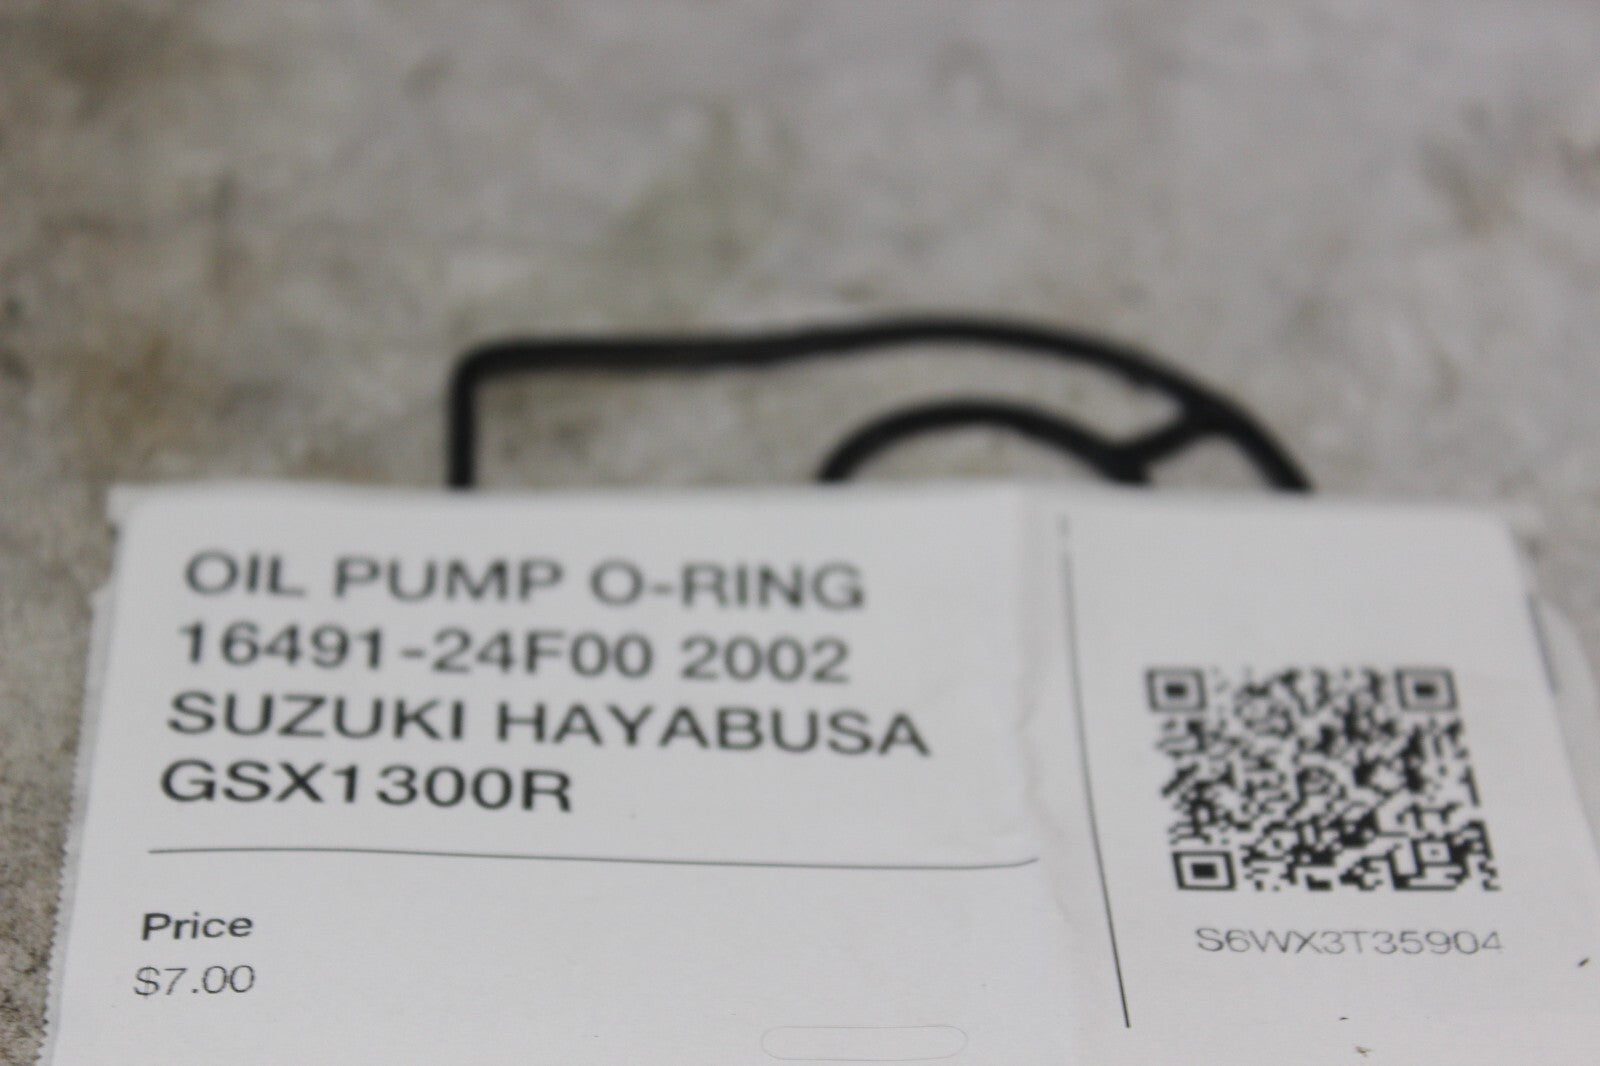 OIL PUMP O-RING
16491-24F00 2002
SUZUKI HAYABUSA
GSX1300R
Price
$7.00
S6WX3T35904